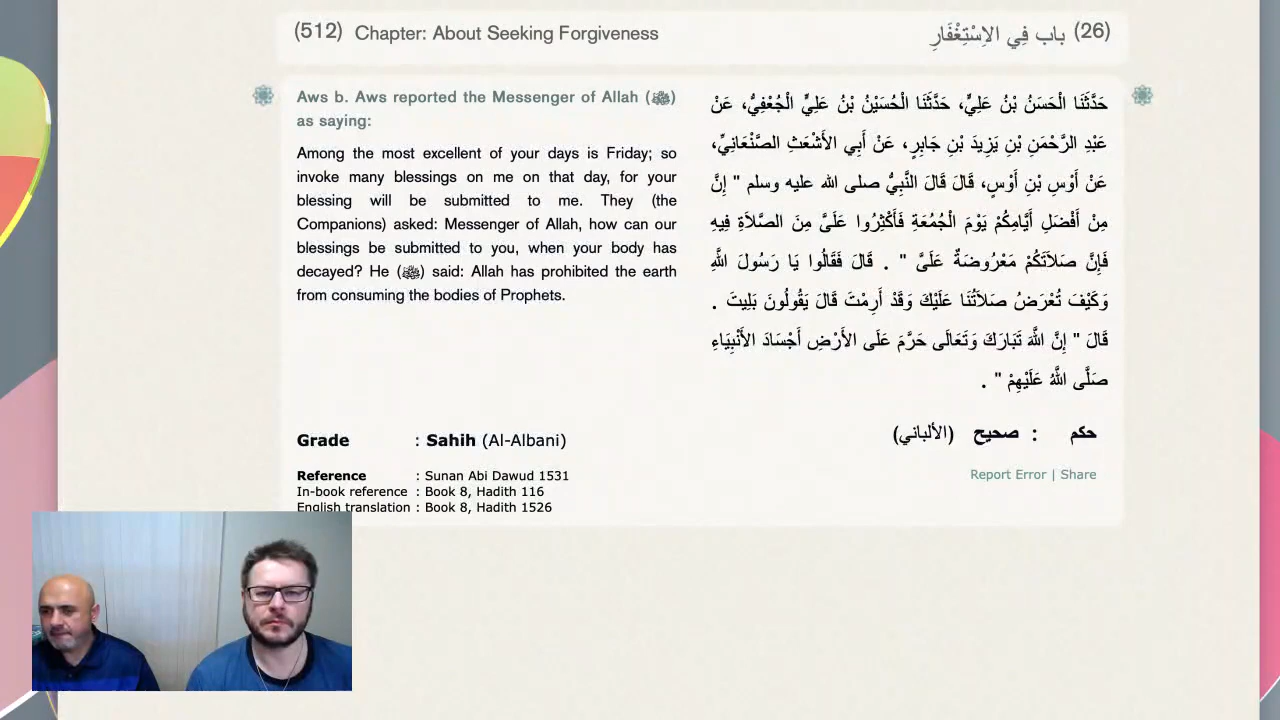 (512) Chapter: About Seeking Forgiveness
(26) باب فِي الاِسْتِغْفَارِ
Aws b. Aws reported the Messenger of Allah (ﷺ)
as saying:
Among the most excellent of your days is Friday; so
invoke many blessings on me on that day, for your
blessing will be submitted to me. They (the
Companions) asked: Messenger of Allah, how can our
blessings be submitted to you, when your body has
decayed? He (ﷺ) said: Allah has prohibited the earth
from consuming the bodies of Prophets.
حَدَّثَنَا الْحَسَنُ بْنُ عَلِيٍّ، حَدَّثَنَا الْحُسَيْنُ بْنُ عَلِيٍّ الْجُعْفِيُّ، عَنْ
عَبْدِ الرَّحْمَنِ بْنِ يَزِيدَ بْنِ جَابِرٍ، عَنْ أَبِي الأَشْعَثِ الصَّنْعَانِيِّ،
عَنْ أَوْسِ بْنِ أَوْسٍ، قَالَ قَالَ النَّبِيُّ صلى الله عليه وسلم " إِنَّ
مِنْ أَفْضَلِ أَيَّامِكُمْ يَوْمَ الْجُمُعَةِ فَأَكْثِرُوا عَلَىَّ مِنَ الصَّلاَةِ فِيهِ
فَإِنَّ صَلاَتَكُمْ مَعْرُوضَةٌ عَلَىَّ " . قَالَ فَقَالُوا يَا رَسُولَ اللَّهِ
وَكَيْفَ تُعْرَضُ صَلاَتُنَا عَلَيْكَ وَقَدْ أَرِمْتَ قَالَ يَقُولُونَ بَلِيتَ .
قَالَ " إِنَّ اللَّهَ تَبَارَكَ وَتَعَالَى حَرَّمَ عَلَى الأَرْضِ أَجْسَادَ الأَنْبِيَاءِ
صَلَّى اللَّهُ عَلَيْهِمْ " .
Grade : Sahih (Al-Albani)
حكم : صحيح (الألباني)
Reference : Sunan Abi Dawud 1531
In-book reference : Book 8, Hadith 116
English translation : Book 8, Hadith 1526
Report Error | Share